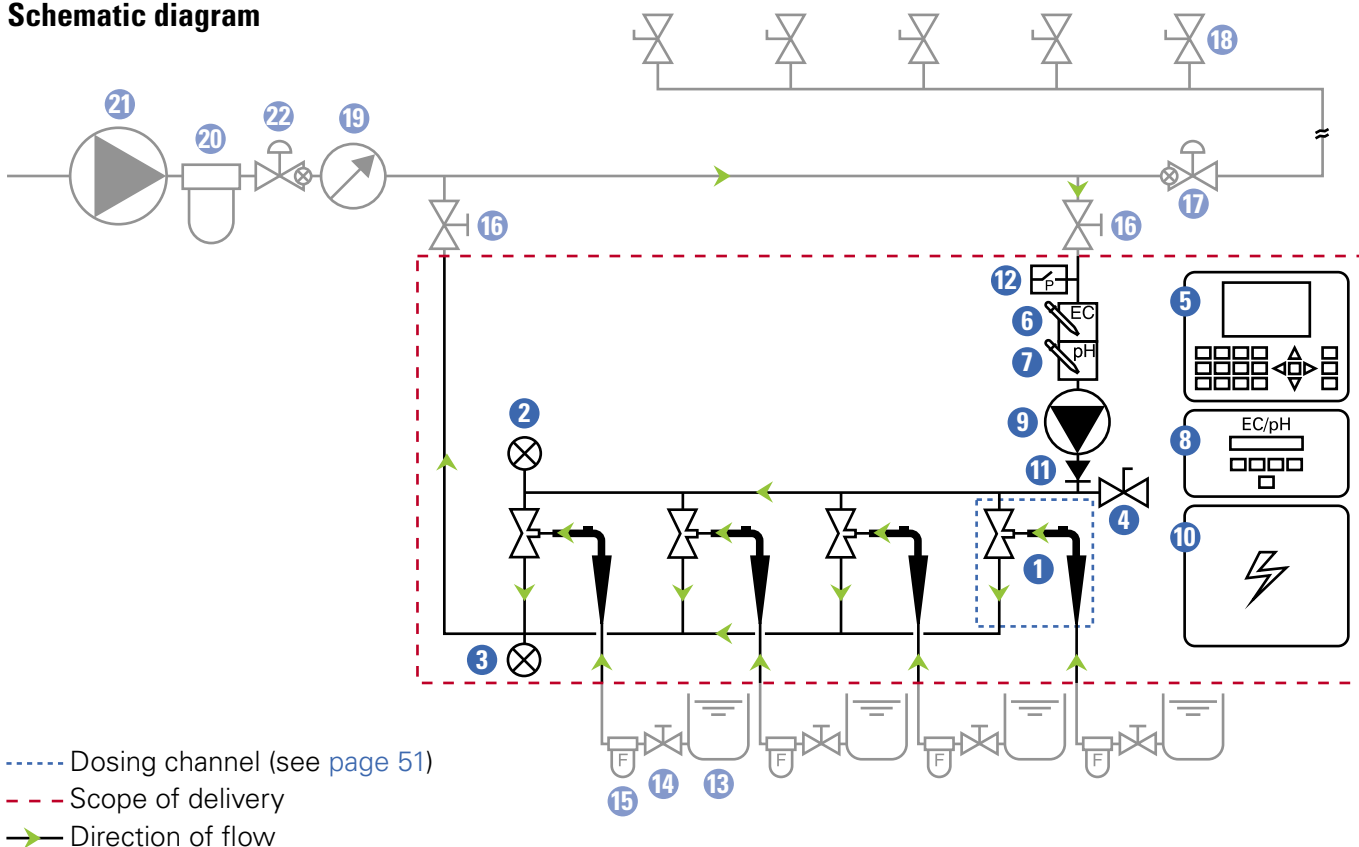 Schematic diagram
18
21
22
19
20
17
16
16
12
P
5
6
EC
7
pH
2
9
8
EC/pH
11
4
10
1
3
F
F
F
F
14
13
15
Dosing channel (see page 51)
Scope of delivery
Direction of flow